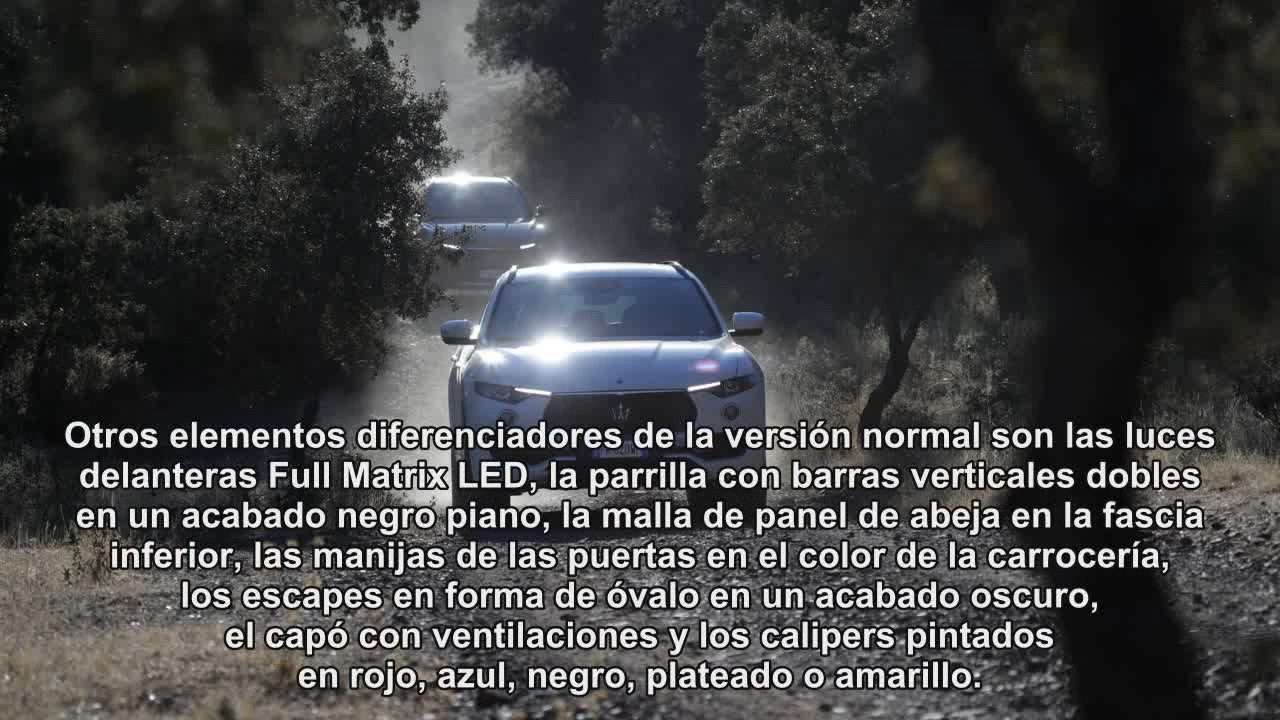 Otros elementos diferenciadores de la versión normal son las luces
delanteras Full Matrix LED, la parrilla con barras verticales dobles
en un acabado negro piano, la malla de panel de abeja en la fascia
inferior, las manijas de las puertas en el color de la carrocería,
los escapes en forma de óvalo en un acabado oscuro,
el capó con ventilaciones y los calipers pintados
en rojo, azul, negro, plateado o amarillo.